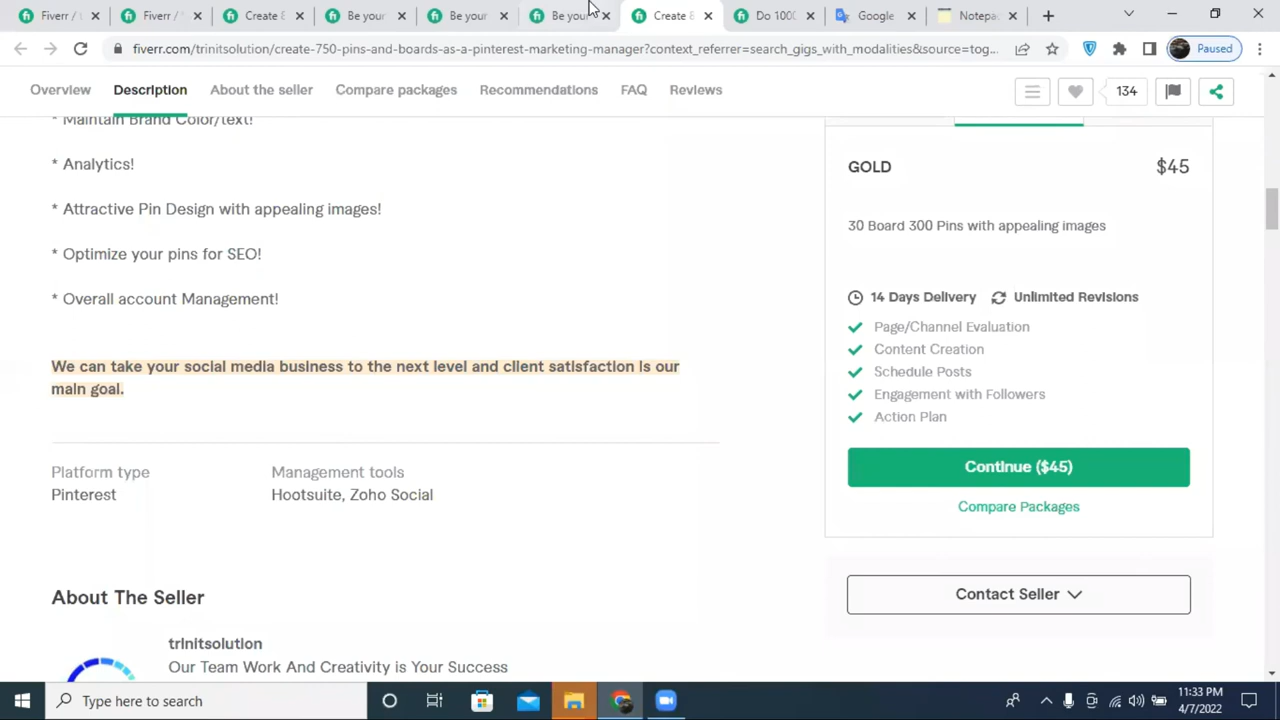 Fiverr / Fiverr / Create & Be your Be your Be you Create & Do 1000 Google Notepa
fiverr.com/trinitsolution/create-750-pins-and-boards-as-a-pinterest-marketing-manager?context_referrer=search_gigs_with_modalities&source=tog... Paused
Overview Description About the seller Compare packages Recommendations FAQ Reviews 134
* Maintain Brand Color/text!
* Analytics!
* Attractive Pin Design with appealing images!
* Optimize your pins for SEO!
* Overall account Management!
We can take your social media business to the next level and client satisfaction is our
main goal.
Platform type Management tools
Pinterest Hootsuite, Zoho Social
About The Seller
trinitsolution
Our Team Work And Creativity is Your Success
GOLD $45
30 Board 300 Pins with appealing images
14 Days Delivery Unlimited Revisions
Page/Channel Evaluation
Content Creation
Schedule Posts
Engagement with Followers
Action Plan
Continue ($45)
Compare Packages
Contact Seller
Type here to search
11:33 PM
4/7/2022